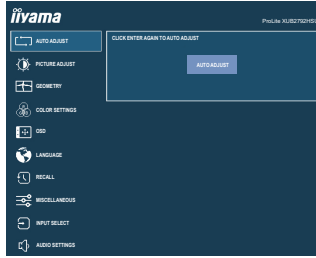 iiyama
ProLite XUB2792HSU
AUTO ADJUST
CLICK ENTER AGAIN TO AUTO ADJUST
AUTO ADJUST
PICTURE ADJUST
GEOMETRY
COLOR SETTINGS
OSD
LANGUAGE
RECALL
MISCELLANEOUS
INPUT SELECT
AUDIO SETTINGS